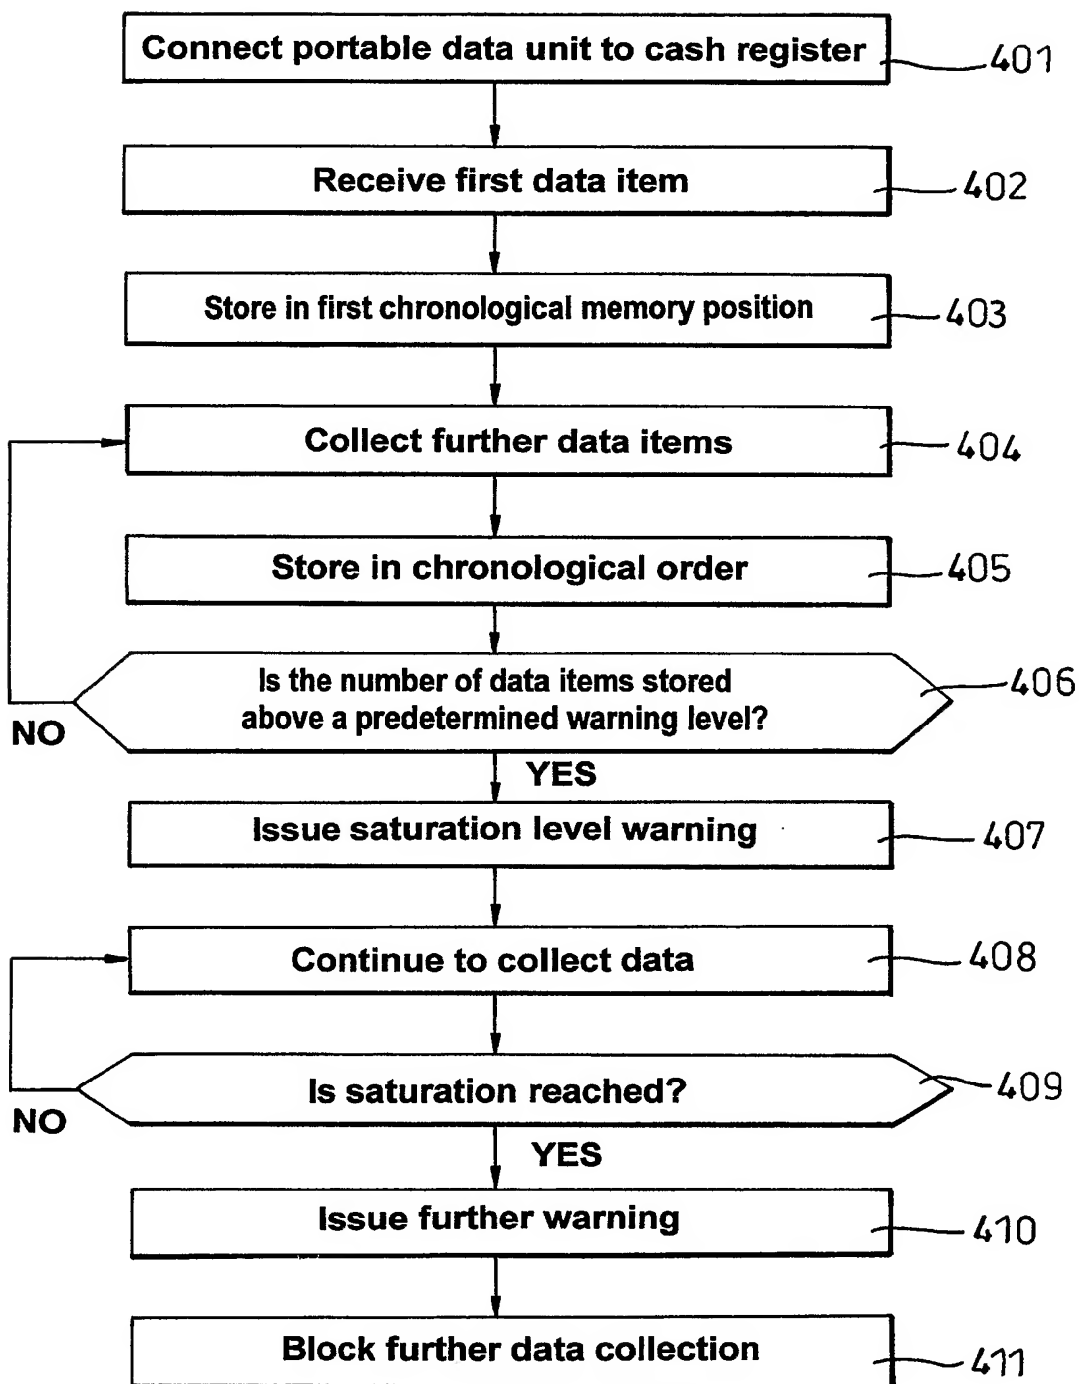 Connect portable data unit to cash register
401
Receive first data item
402
Store in first chronological memory position
403
Collect further data items
404
Store in chronological order
405
Is the number of data items stored
above a predetermined warning level?
406
NO
YES
Issue saturation level warning
407
Continue to collect data
408
Is saturation reached?
409
NO
YES
Issue further warning
410
Block further data collection
411